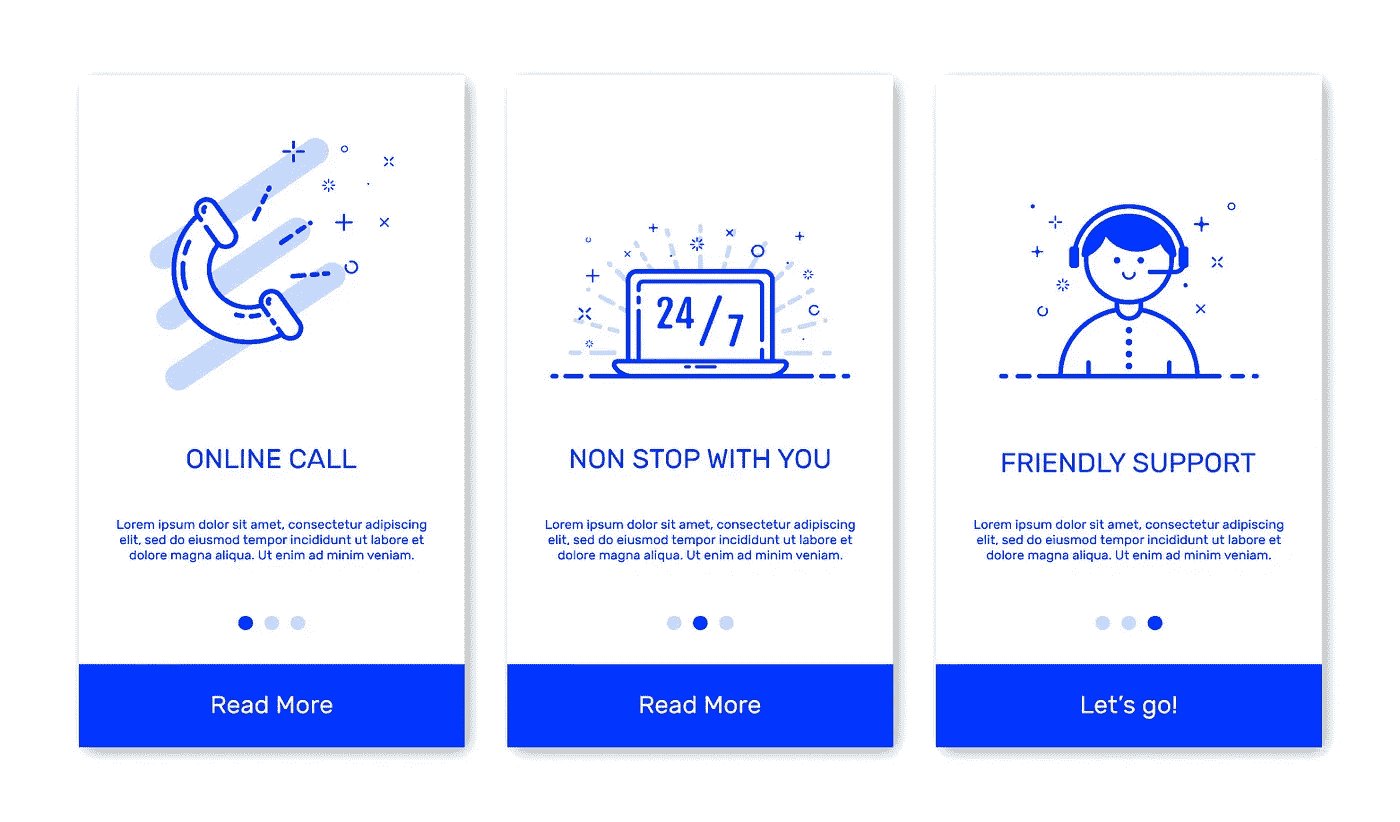 ONLINE CALL
Lorem ipsum dolor sit amet, consectetur adipiscing
elit, sed do eiusmod tempor incididunt ut labore et
dolore magna aliqua. Ut enim ad minim veniam.
Read More
24/7
NON STOP WITH YOU
Lorem ipsum dolor sit amet, consectetur adipiscing
elit, sed do eiusmod tempor incididunt ut labore et
dolore magna aliqua. Ut enim ad minim veniam.
Read More
FRIENDLY SUPPORT
Lorem ipsum dolor sit amet, consectetur adipiscing
elit, sed do eiusmod tempor incididunt ut labore et
dolore magna aliqua. Ut enim ad minim veniam.
Let's go!